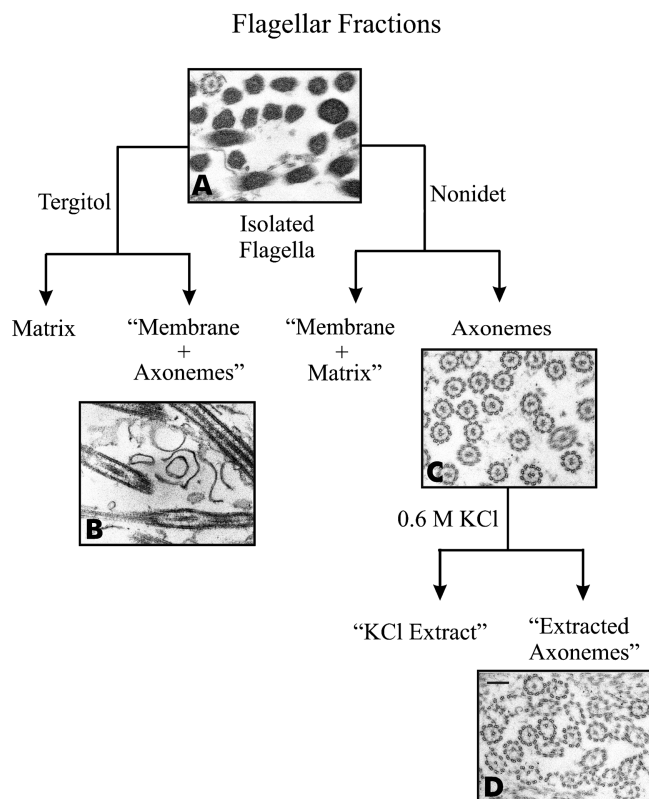 Flagellar Fractions
A
Tergitol
Nonidet
Isolated
Flagella
Matrix
“Membrane
+
Axonemes”
“Membrane
+
Matrix”
Axonemes
B
C
0.6 M KCl
“KCl Extract”
“Extracted
Axonemes”
D